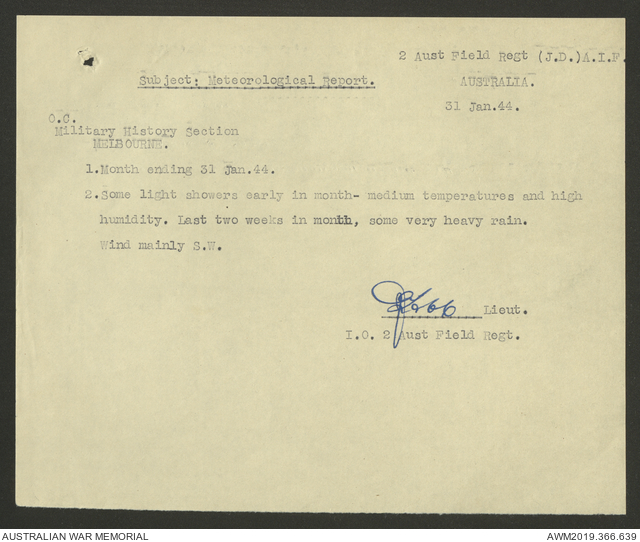 2 Aust Field Regt (J.D.)A.I.F.
Subject: Meteorological Report.
AUSTRALIA.
31 Jan.44.
O.C.
Military History Section
MELBOURNE.
1.Month ending 31 Jan.44.
2.Some light showers early in month- medium temperatures and high
humidity. Last two weeks in month, some very heavy rain.
Wind mainly S.W.
Lieut.
I.O. 2 Aust Field Regt.
AUSTRALIAN WAR MEMORIAL
AWM2019.366.639